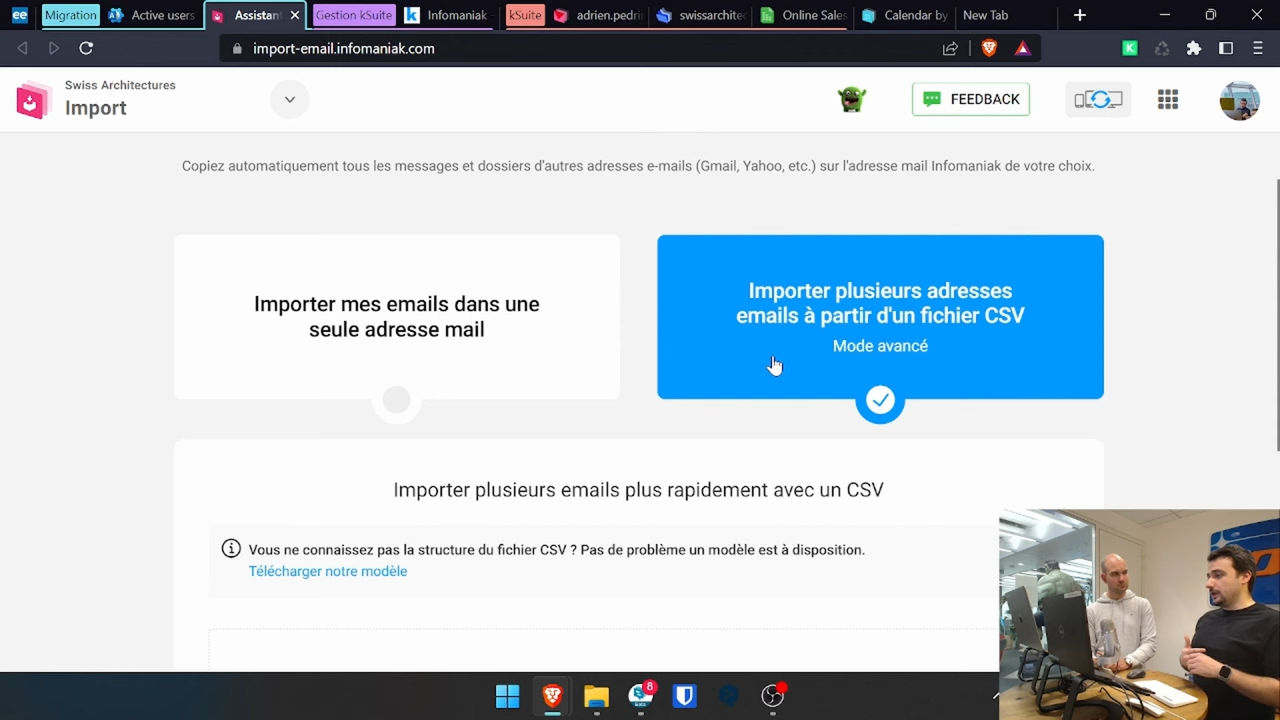 ee
Migration
Active users
Assistan
Gestion kSuite
Infomaniak
kSuite
adrien.pedri
swissarchite
Online Sales
Calendar by
New Tab
import-email.infomaniak.com
Swiss Architectures
Import
FEEDBACK
Copiez automatiquement tous les messages et dossiers d'autres adresses e-mails (Gmail, Yahoo, etc.) sur l'adresse mail Infomaniak de votre choix.
Importer mes emails dans une
seule adresse mail
Importer plusieurs adresses
emails à partir d'un fichier CSV
Mode avancé
Importer plusieurs emails plus rapidement avec un CSV
Vous ne connaissez pas la structure du fichier CSV ? Pas de problème un modèle est à disposition.
Télécharger notre modèle
8